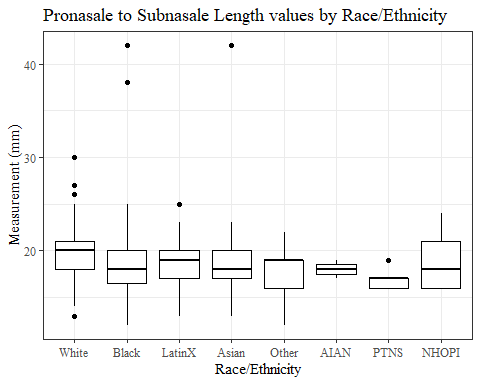 Pronasale to Subnasale Length values by Race/Ethnicity
Measurement (mm)
40
30
20
White Black LatinX Asian Other AIAN PTNS NHOPI
Race/Ethnicity